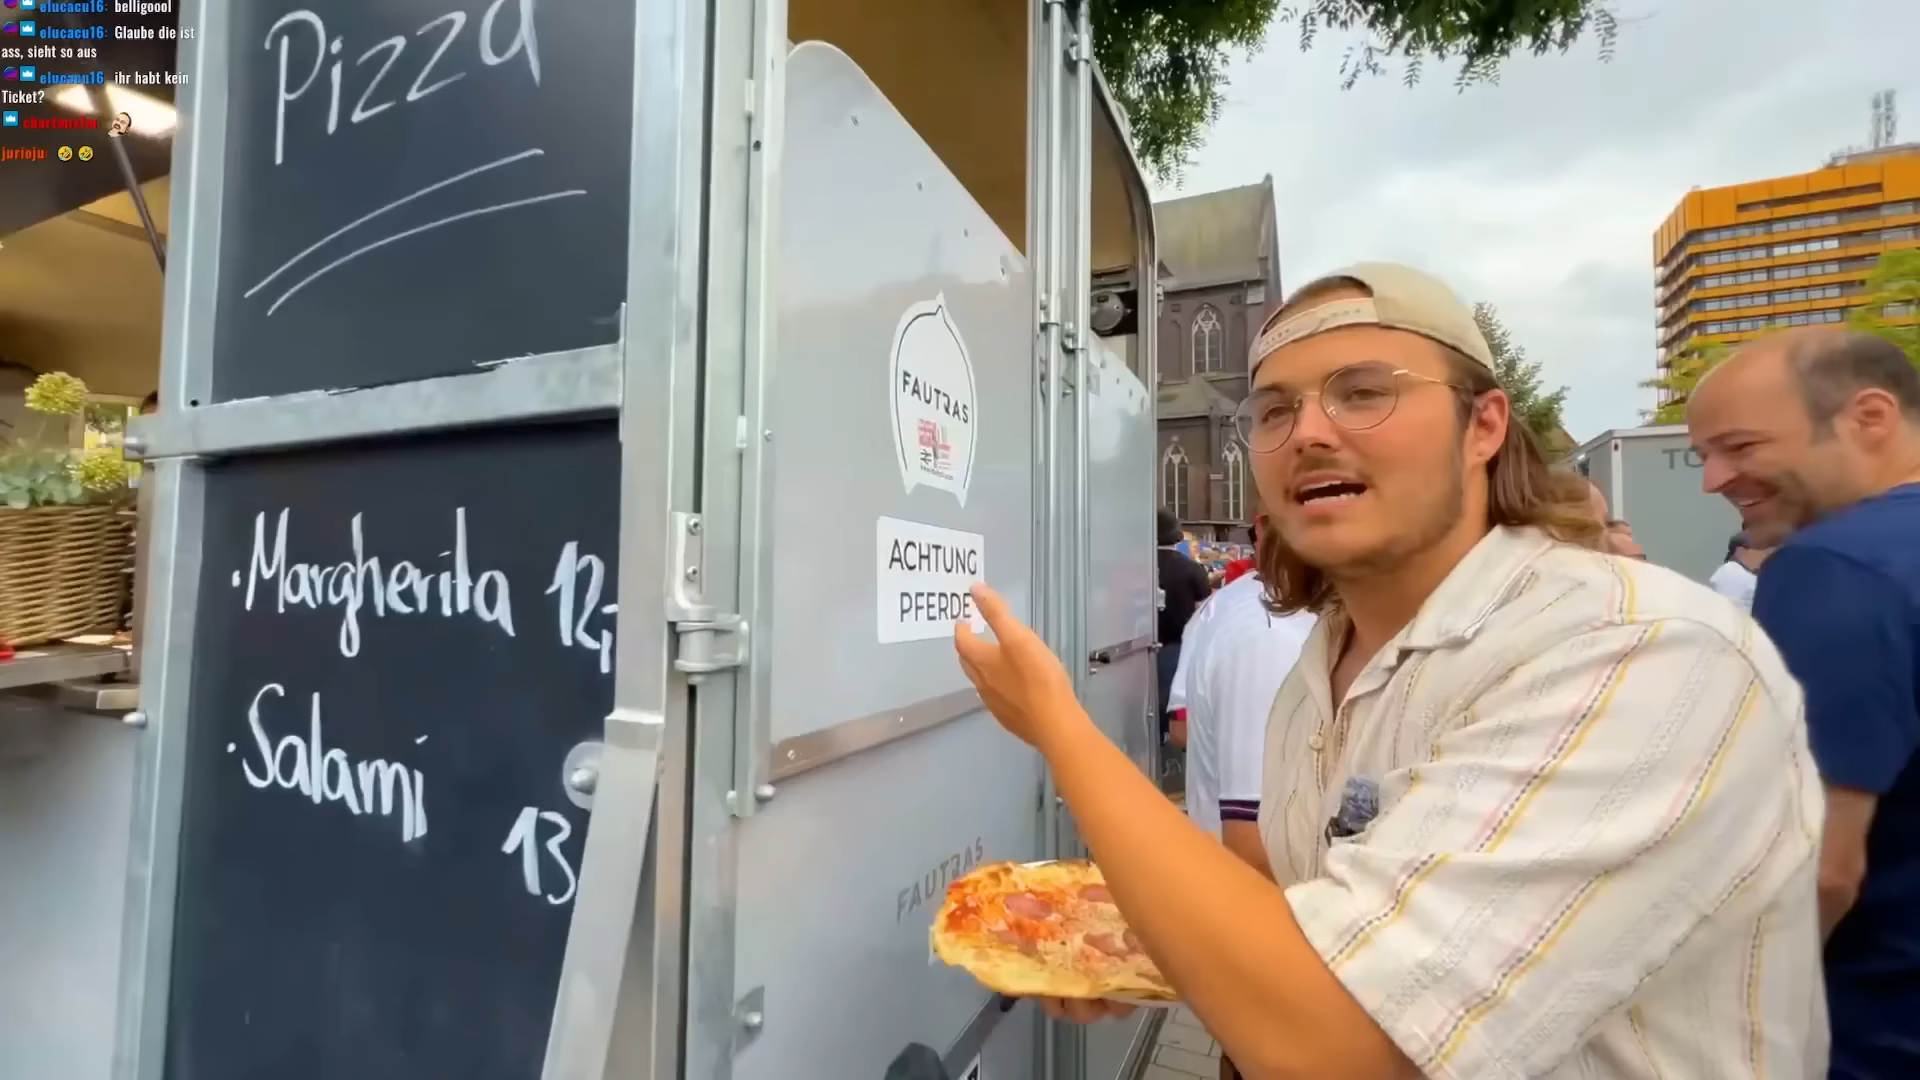 elucacu16: belligoool
elucacu16: Glaube die ist
ass, sieht so aus
elucacu16 ihr habt kein
Ticket?
jurioju: 🤣 🤣
Pizza
· Margherita 12,-
· Salami
13
FAUTRAS
ACHTUNG
PFERDE
FAUTRAS
TO